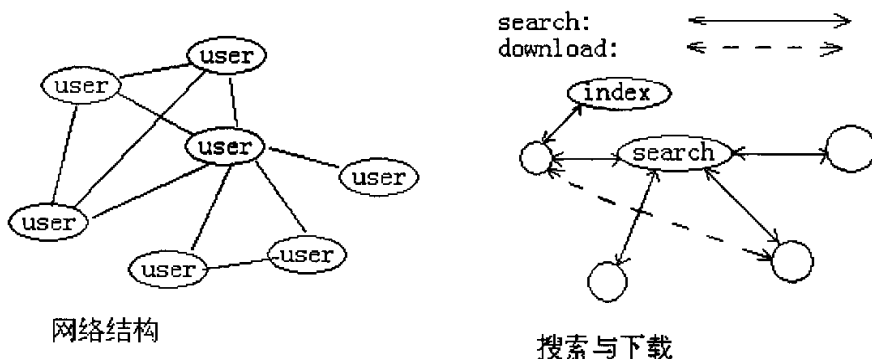 search:
download:
user
user
index
user
search
user
user
user
user
网络结构
搜索与下载